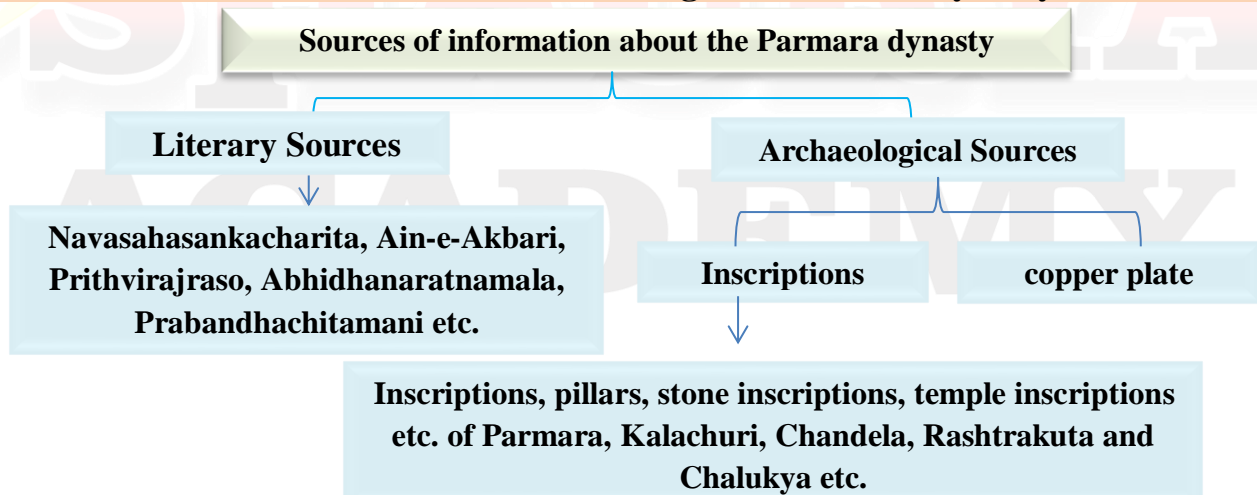 Sources of information about the Parmara dynasty
Literary Sources
Archaeological Sources
Navasahasankacharita, Ain-e-Akbari,
Prithvirajraso, Abhidhanaratnamala,
Prabandhachitamani etc.
Inscriptions
copper plate
Inscriptions, pillars, stone inscriptions, temple inscriptions
etc. of Parmara, Kalachuri, Chandela, Rashtrakuta and
Chalukya etc.
ACADEMY